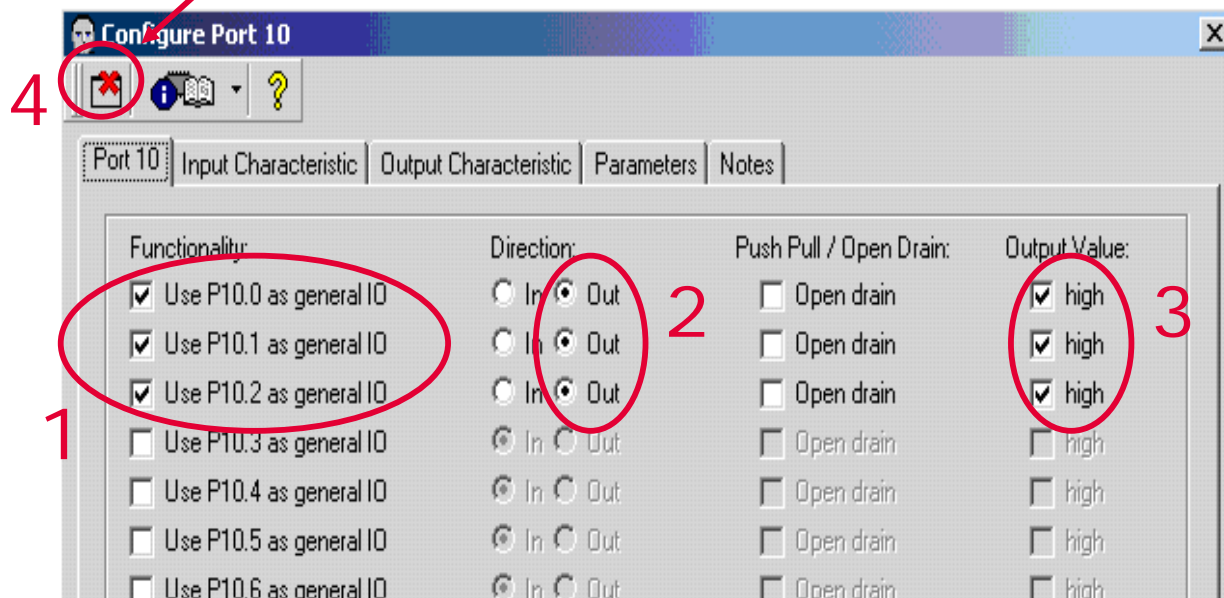 Configure Port 10
4
Port 10 Input Characteristic Output Characteristic Parameters Notes
Functionality: Direction: Push Pull / Open Drain: Output Value:
Use P10.0 as general IO In Out 2 Open drain high 3
Use P10.1 as general IO In Out Open drain high
Use P10.2 as general IO In Out Open drain high
1
Use P10.3 as general IO In Out Open drain high
Use P10.4 as general IO In Out Open drain high
Use P10.5 as general IO In Out Open drain high
Use P10.6 as general IO In Out Open drain high